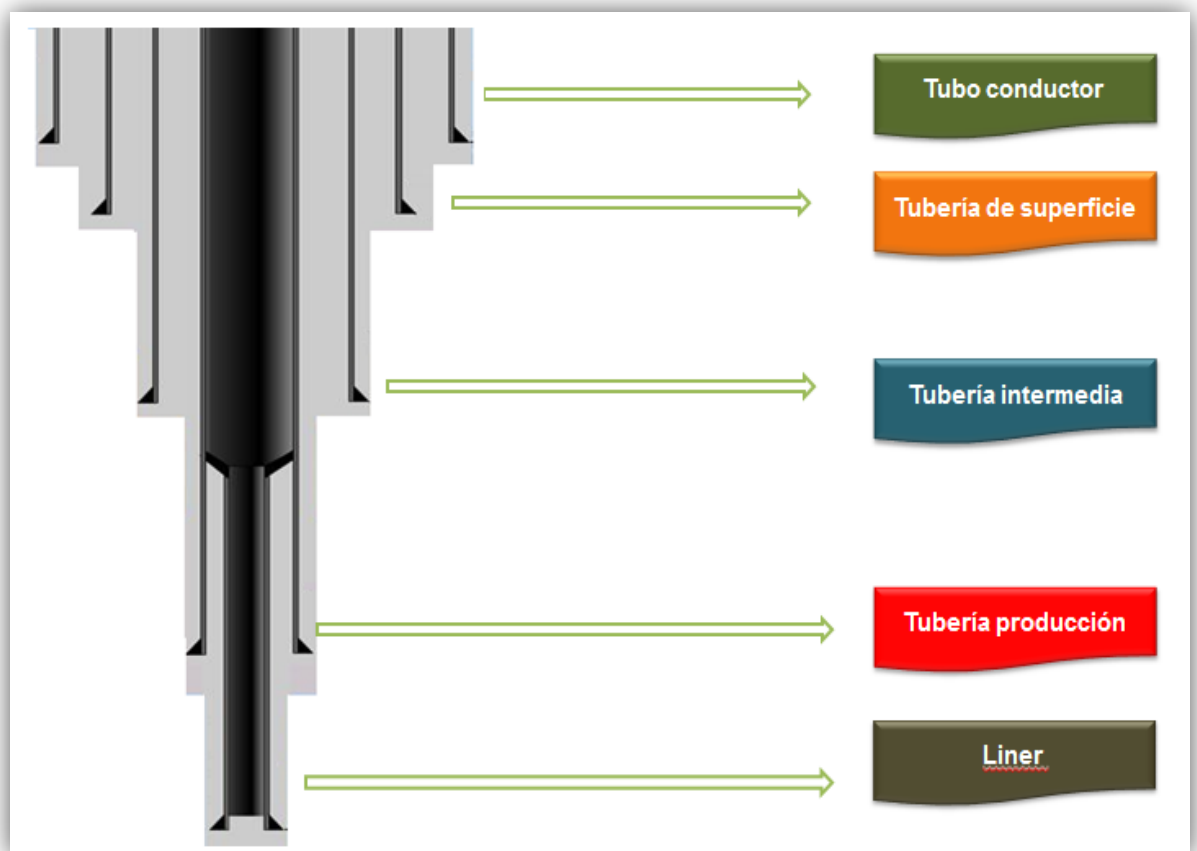 Tubo conductor
Tubería de superficie
Tubería intermedia
Tubería producción
Liner